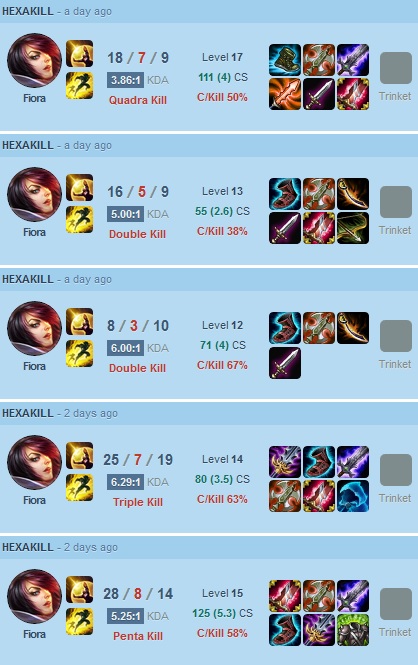 HEXAKILL - a day ago
18 / 7 / 9
Level 17
3.86:1 KDA
111 (4) CS
Quadra Kill
C/Kill 50%
Fiora
Trinket
HEXAKILL - a day ago
16 / 5 / 9
Level 13
5.00:1 KDA
55 (2.6) CS
Double Kill
C/Kill 38%
Fiora
Trinket
HEXAKILL - a day ago
8 / 3 / 10
Level 12
6.00:1 KDA
71 (4) CS
Double Kill
C/Kill 67%
Fiora
Trinket
HEXAKILL - 2 days ago
25 / 7 / 19
Level 14
6.29:1 KDA
80 (3.5) CS
Triple Kill
C/Kill 63%
Fiora
Trinket
HEXAKILL - 2 days ago
28 / 8 / 14
Level 15
5.25:1 KDA
125 (5.3) CS
Penta Kill
C/Kill 58%
Fiora
Trinket